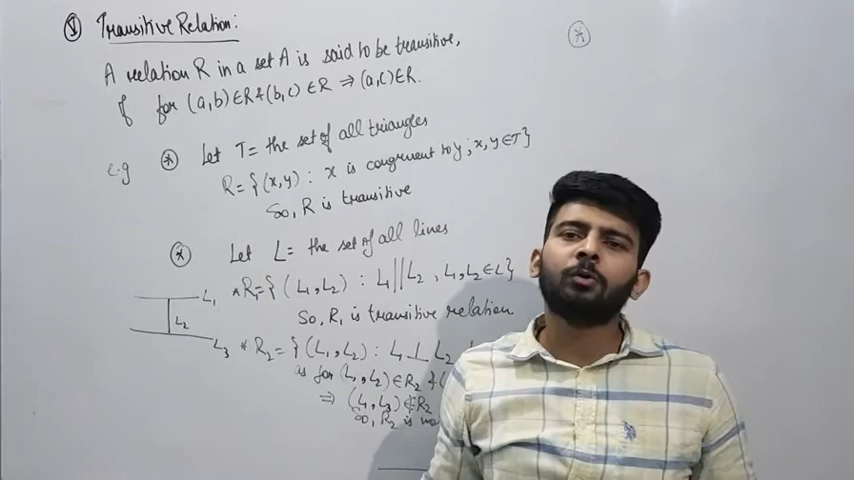 Ⓥ Transitive Relation:
A relation R in a set A is said to be transitive,
if for (a,b)∈R & (b,c)∈R ⇒ (a,c)∈R.
e.g ⊛ Let T= the set of all triangles
R= {(x,y) : x is congruent to y ; x,y∈T}
So, R is transitive
⊛ Let L= the set of all lines
*R₁={(L₁,L₂) : L₁||L₂ , L₁,L₂∈L}
So, R₁ is transitive relation
* R₂= {(L₁,L₂) : L₁⊥L₂
as for (L₁,L₂)∈R₂ &
⇒ (L₁,L₃)∉R₂
So, R₂ is
L₁
L₂
L₃
⊛